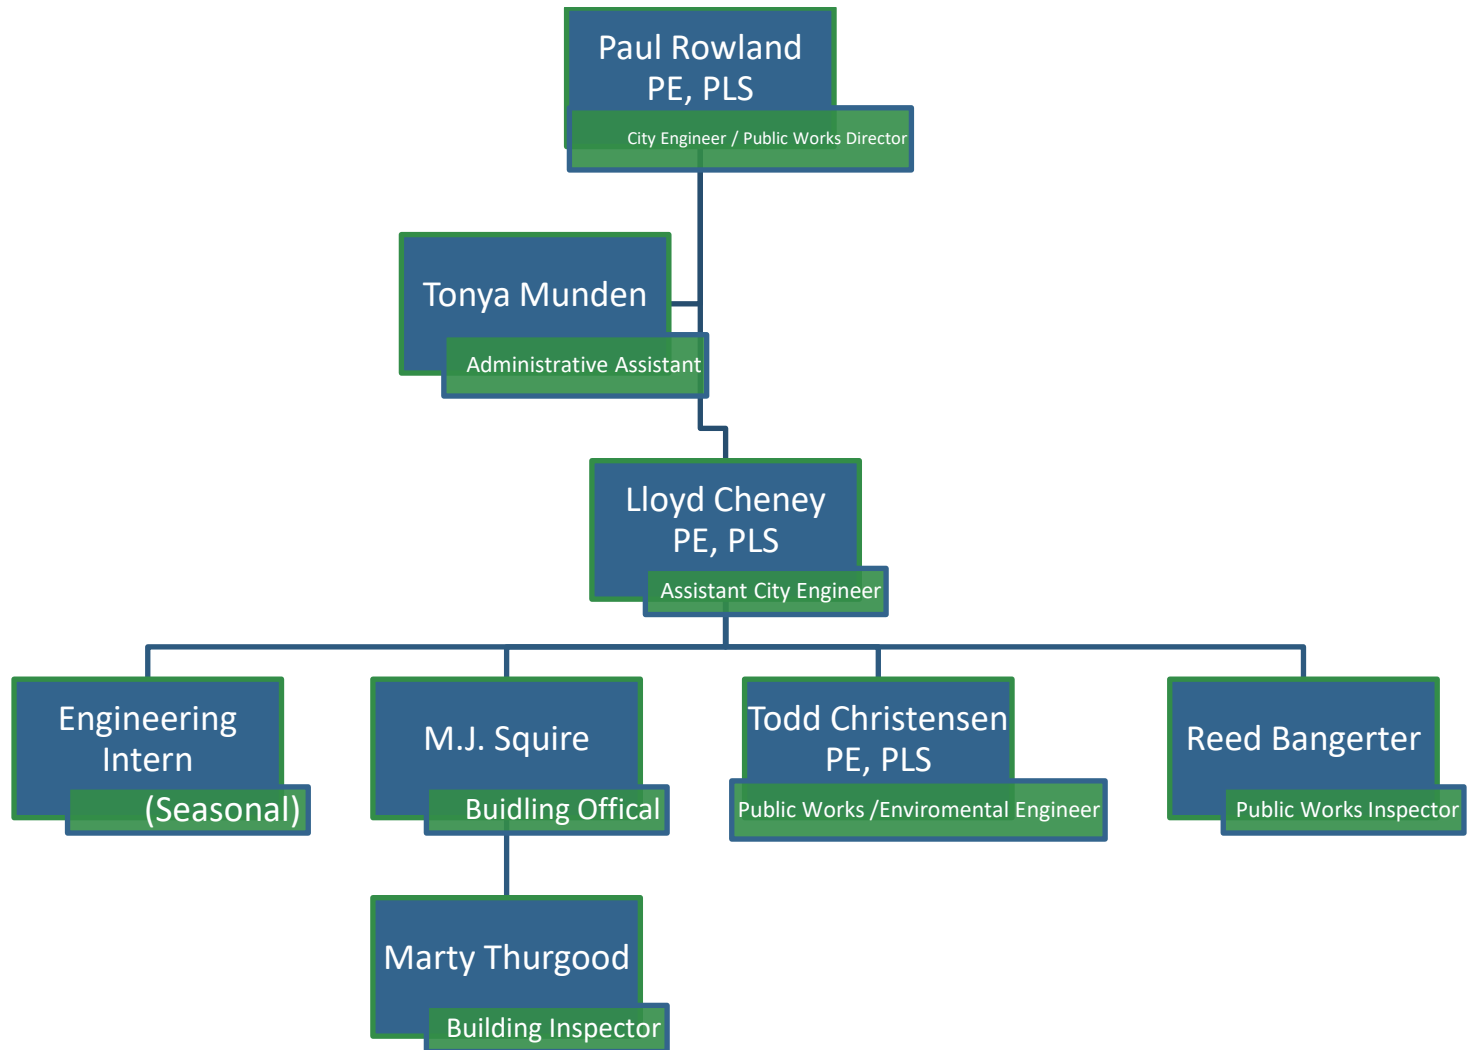 Paul Rowland
PE, PLS
City Engineer / Public Works Director
Tonya Munden
Administrative Assistant
Lloyd Cheney
PE, PLS
Assistant City Engineer
Engineering
Intern
(Seasonal)
M.J. Squire
Buidling Offical
Todd Christensen
PE, PLS
Public Works /Enviromental Engineer
Reed Bangerter
Public Works Inspector
Marty Thurgood
Building Inspector